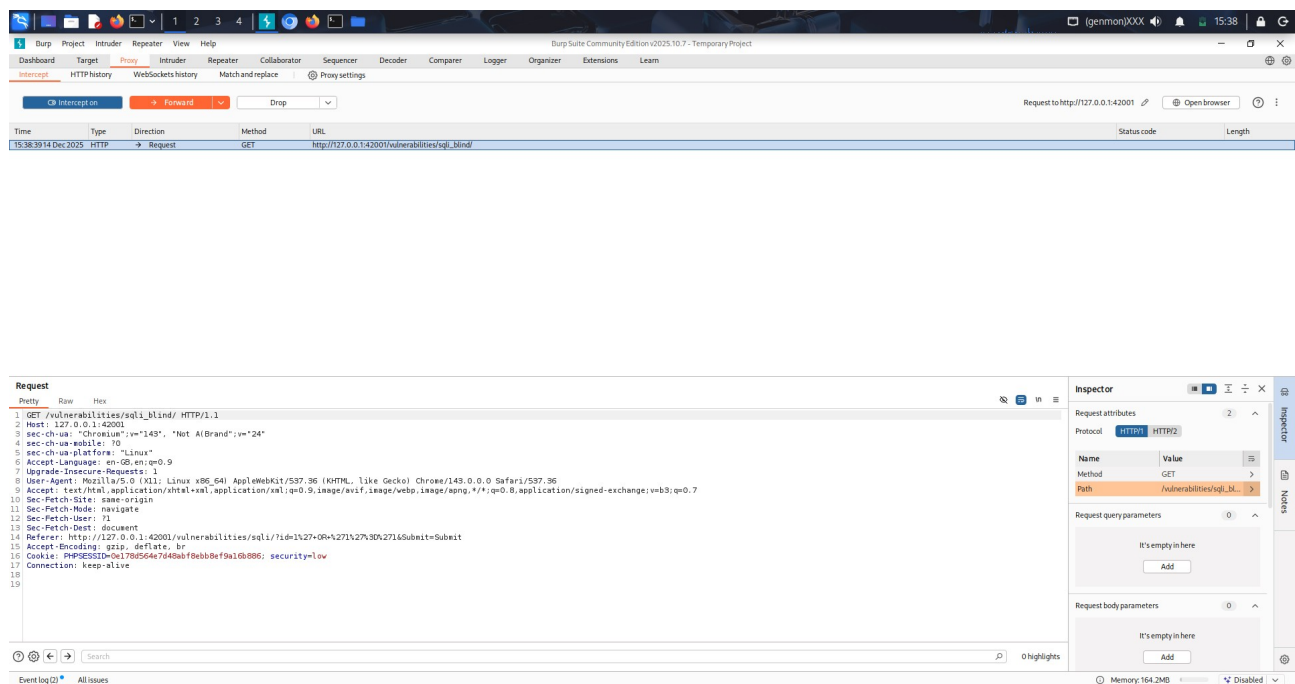 1 2 3 4 (genmon)XXX 15:38
Burp Project Intruder Repeater View Help Burp Suite Community Edition v2025.10.7 - Temporary Project
Dashboard Target Proxy Intruder Repeater Collaborator Sequencer Decoder Comparer Logger Organizer Extensions Learn
Intercept HTTP history WebSockets history Match and replace Proxy settings
Intercept on Forward Drop Request to http://127.0.0.1:42001 Open browser
Time Type Direction Method URL Status code Length
15:38:39 14 Dec 2025 HTTP → Request GET http://127.0.0.1:42001/vulnerabilities/sqli_blind/
Request
Pretty Raw Hex
1 GET /vulnerabilities/sqli_blind/ HTTP/1.1
2 Host: 127.0.0.1:42001
3 sec-ch-ua: "Chromium";v="143", "Not A(Brand";v="24"
4 sec-ch-ua-mobile: ?0
5 sec-ch-ua-platform: "Linux"
6 Accept-Language: en-GB,en;q=0.9
7 Upgrade-Insecure-Requests: 1
8 User-Agent: Mozilla/5.0 (X11; Linux x86_64) AppleWebKit/537.36 (KHTML, like Gecko) Chrome/143.0.0.0 Safari/537.36
9 Accept: text/html,application/xhtml+xml,application/xml;q=0.9,image/avif,image/webp,image/apng,*/*;q=0.8,application/signed-exchange;v=b3;q=0.7
10 Sec-Fetch-Site: same-origin
11 Sec-Fetch-Mode: navigate
12 Sec-Fetch-User: ?1
13 Sec-Fetch-Dest: document
14 Referer: http://127.0.0.1:42001/vulnerabilities/sqli/?id=1%27+OR+%271%27%3D%271&Submit=Submit
15 Accept-Encoding: gzip, deflate, br
16 Cookie: PHPSESSID=0e178d564e7d48abf8ebb8ef9a16b886; security=low
17 Connection: keep-alive
18
19
Inspector
Request attributes 2
Protocol HTTP/1 HTTP/2
Name Value
Method GET
Path /vulnerabilities/sqli_bl...
Request query parameters 0
It's empty in here
Add
Request body parameters 0
It's empty in here
Add
Inspector
Notes
Search 0 highlights
Event log (2) All issues Memory: 164.2MB Disabled